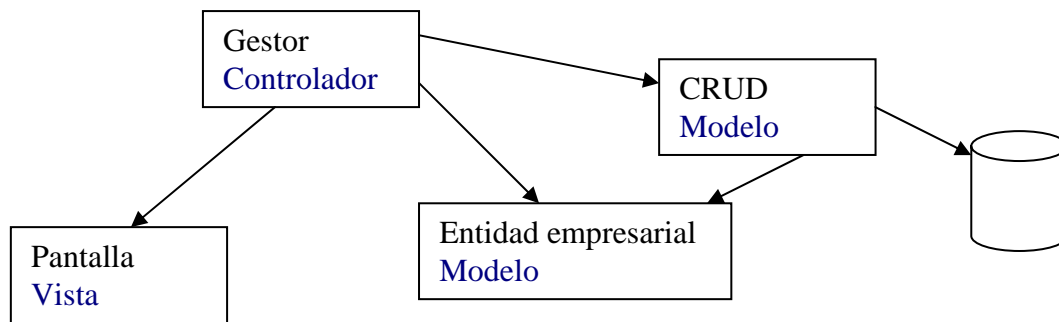 Gestor
Controlador
CRUD
Modelo
Entidad empresarial
Modelo
Pantalla
Vista